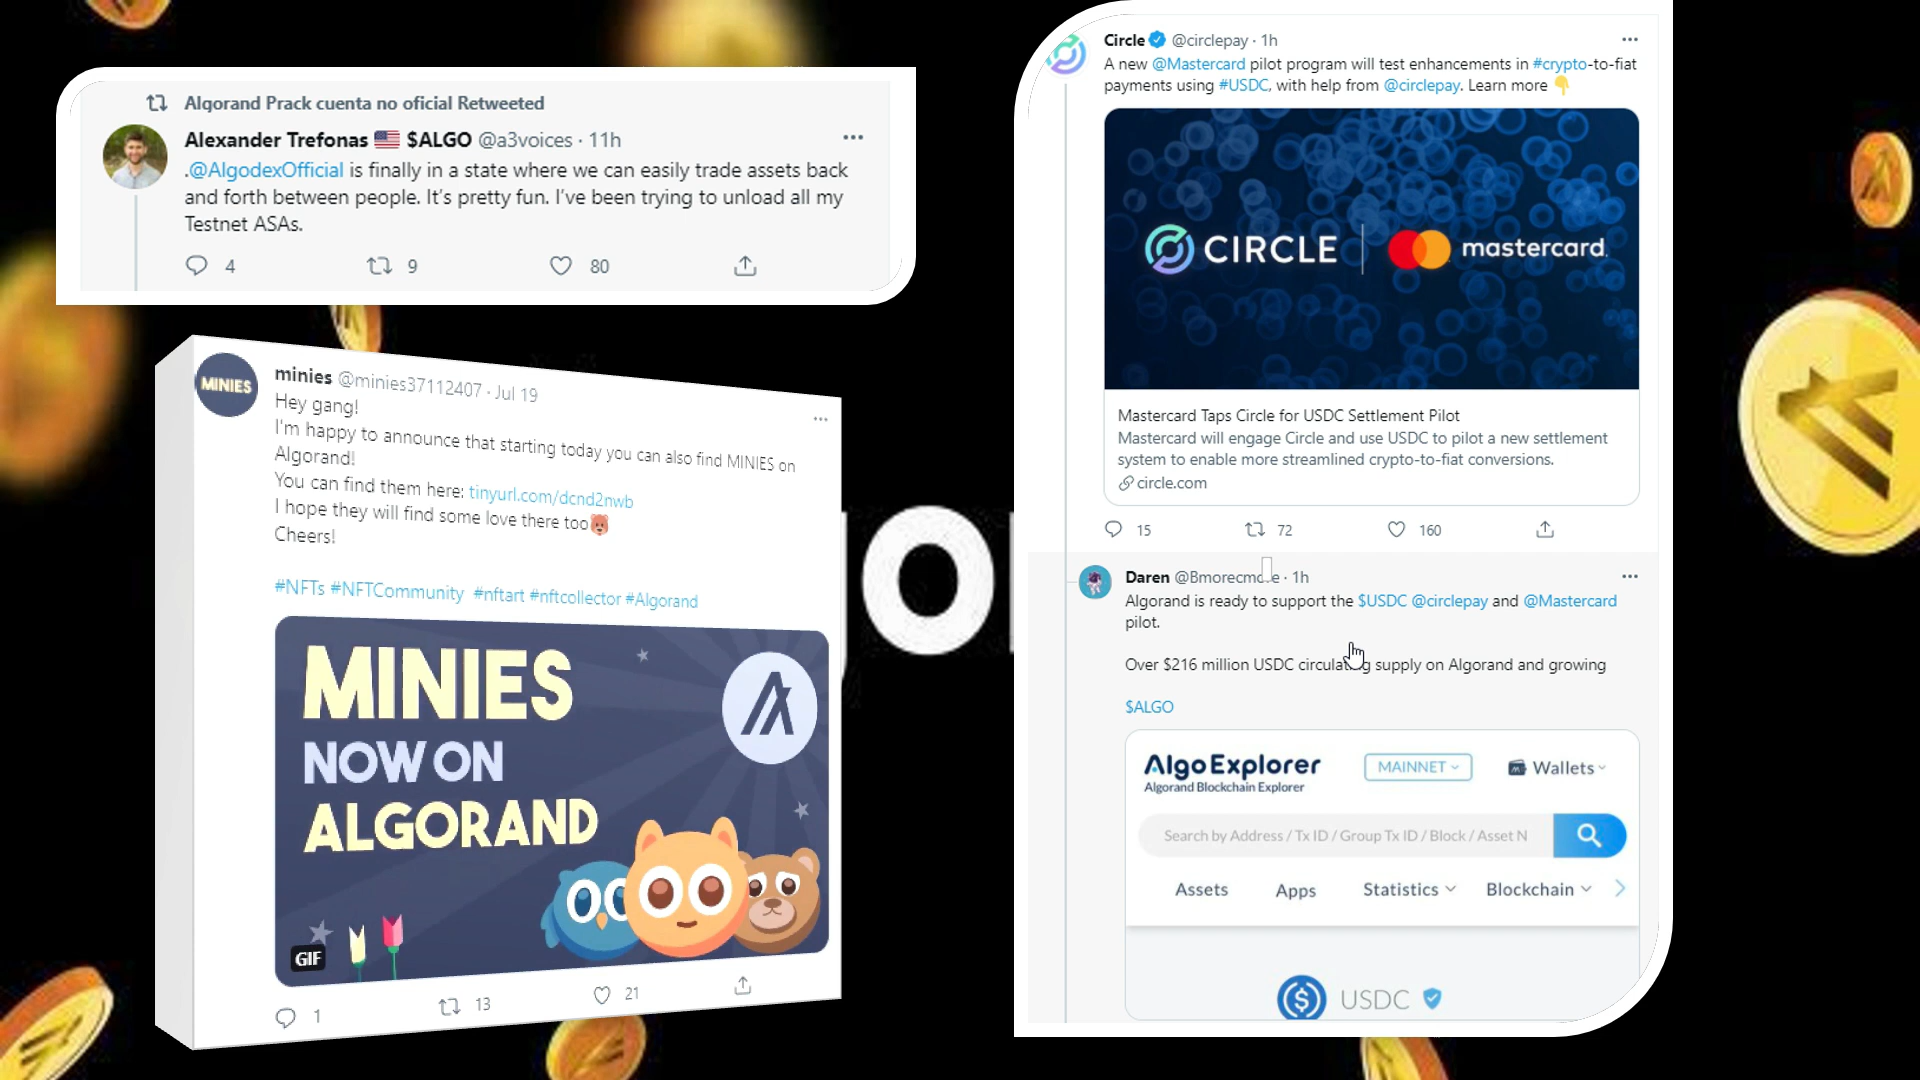 Algorand Prack cuenta no oficial Retweeted
Alexander Trefonas 🇺🇸 $ALGO @a3voices · 11h
.@AlgodexOfficial is finally in a state where we can easily trade assets back
and forth between people. It's pretty fun. I've been trying to unload all my
Testnet ASAs.
4 9 80
MINIES
minies @minies37112407 · Jul 19
Hey gang!
I'm happy to announce that starting today you can also find MINIES on
Algorand!
You can find them here: tinyurl.com/dcnd2nwb
I hope they will find some love there too🐻
Cheers!
#NFTs #NFTCommunity #nftart #nftcollector #Algorand
MINIES
NOW ON
ALGORAND
GIF
1 13 21
Circle @circlepay · 1h
A new @Mastercard pilot program will test enhancements in #crypto-to-fiat
payments using #USDC, with help from @circlepay. Learn more 👇
CIRCLE | mastercard.
Mastercard Taps Circle for USDC Settlement Pilot
Mastercard will engage Circle and use USDC to pilot a new settlement
system to enable more streamlined crypto-to-fiat conversions.
circle.com
15 72 160
Daren · 1h
Algorand is ready to support the $USDC @circlepay and @Mastercard
pilot.
Over $216 million USDC circulating supply on Algorand and growing
$ALGO
AlgoExplorer
Algorand Blockchain Explorer
MAINNET
Wallets
Search by Address / Tx ID / Group Tx ID / Block / Asset N
Assets Apps Statistics Blockchain
USDC